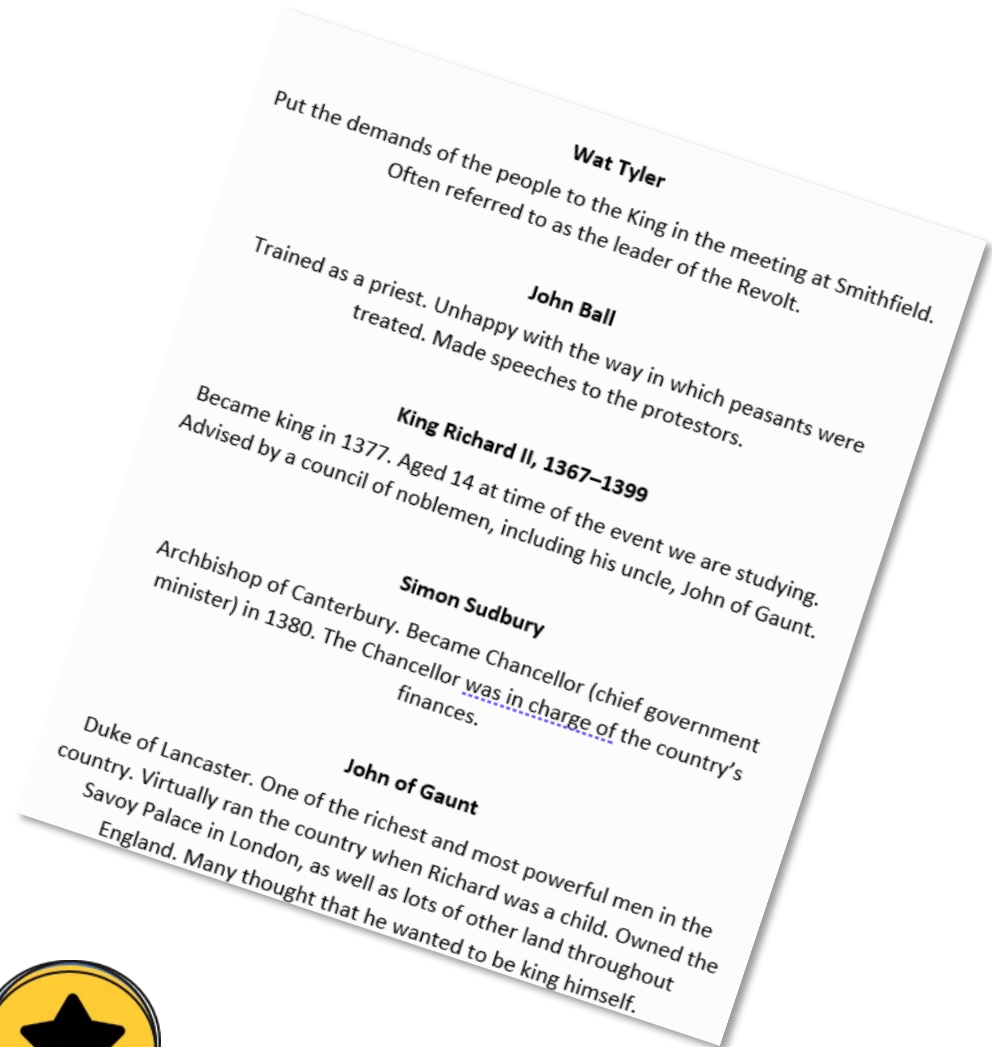 Wat Tyler
Put the demands of the people to the King in the meeting at Smithfield.
Often referred to as the leader of the Revolt.
John Ball
Trained as a priest. Unhappy with the way in which peasants were
treated. Made speeches to the protestors.
King Richard II, 1367–1399
Became king in 1377. Aged 14 at time of the event we are studying.
Advised by a council of noblemen, including his uncle, John of Gaunt.
Simon Sudbury
Archbishop of Canterbury. Became Chancellor (chief government
minister) in 1380. The Chancellor was in charge of the country’s
finances.
John of Gaunt
Duke of Lancaster. One of the richest and most powerful men in the
country. Virtually ran the country when Richard was a child. Owned the
Savoy Palace in London, as well as lots of other land throughout
England. Many thought that he wanted to be king himself.